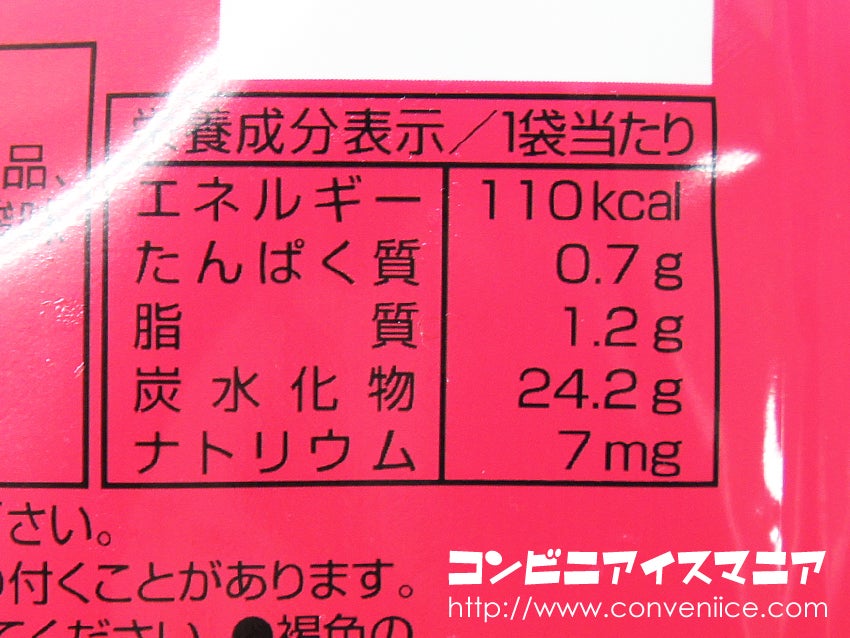 栄養成分表示／1袋当たり
エネルギー 110kcal
たんぱく質 0.7g
脂質 1.2g
炭水化物 24.2g
ナトリウム 7mg
品、
さい。
付くことがあります。
てください。●褐色の
コンビニアイスマニア
http://www.conveniice.com/